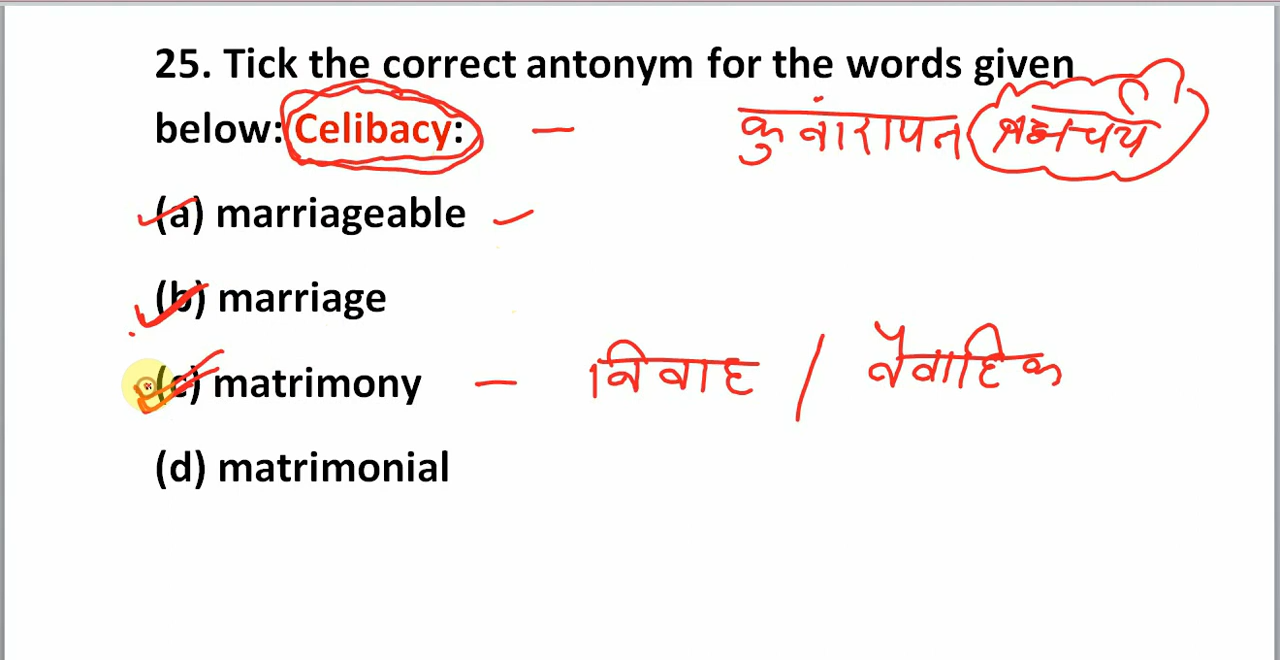 25. Tick the correct antonym for the words given
below: Celibacy: — कुवांरापन ब्रह्मचर्य
(a) marriageable
(b) marriage
(c) matrimony — विवाह / वैवाहिक
(d) matrimonial